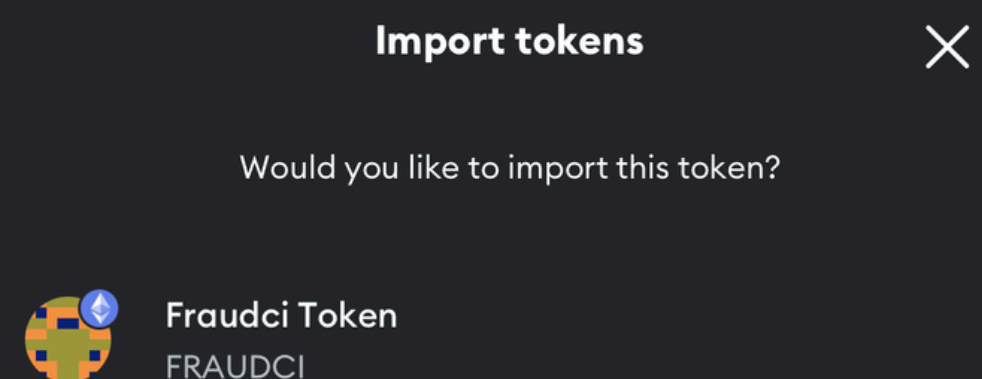 Import tokens
Would you like to import this token?
Fraudci Token
FRAUDCI